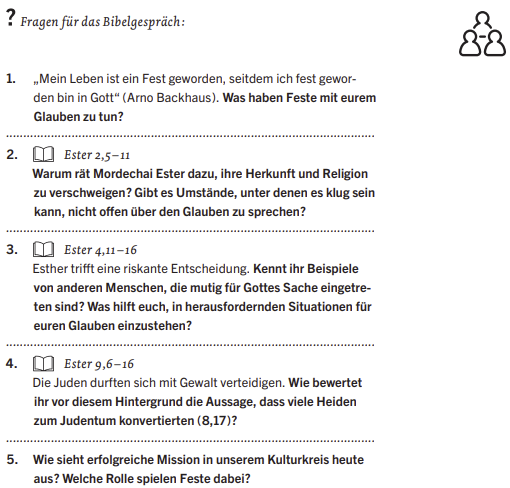 ? Fragen für das Bibelgespräch:
1. „Mein Leben ist ein Fest geworden, seitdem ich fest gewor-
den bin in Gott“ (Arno Backhaus). Was haben Feste mit eurem
Glauben zu tun?
2. Ester 2,5–11
Warum rät Mordechai Ester dazu, ihre Herkunft und Religion
zu verschweigen? Gibt es Umstände, unter denen es klug sein
kann, nicht offen über den Glauben zu sprechen?
3. Ester 4,11–16
Esther trifft eine riskante Entscheidung. Kennt ihr Beispiele
von anderen Menschen, die mutig für Gottes Sache eingetre-
ten sind? Was hilft euch, in herausfordernden Situationen für
euren Glauben einzustehen?
4. Ester 9,6–16
Die Juden durften sich mit Gewalt verteidigen. Wie bewertet
ihr vor diesem Hintergrund die Aussage, dass viele Heiden
zum Judentum konvertierten (8,17)?
5. Wie sieht erfolgreiche Mission in unserem Kulturkreis heute
aus? Welche Rolle spielen Feste dabei?